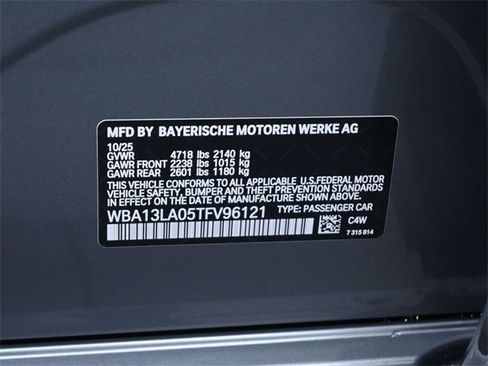 MFD BY BAYERISCHE MOTOREN WERKE AG
10/25
GVWR 4718 lbs 2140 kg
GAWR FRONT 2238 lbs 1015 kg
GAWR REAR 2601 lbs 1180 kg
THIS VEHICLE CONFORMS TO ALL APPLICABLE U.S.FEDERAL MOTOR
VEHICLE SAFETY, BUMPER, AND THEFT PREVENTION STANDARDS
IN EFFECT ON THE DATE OF MANUFACTURE SHOWN ABOVE.
WBA13LA05TFV96121 TYPE: PASSENGER CAR
C4W
7 315 814